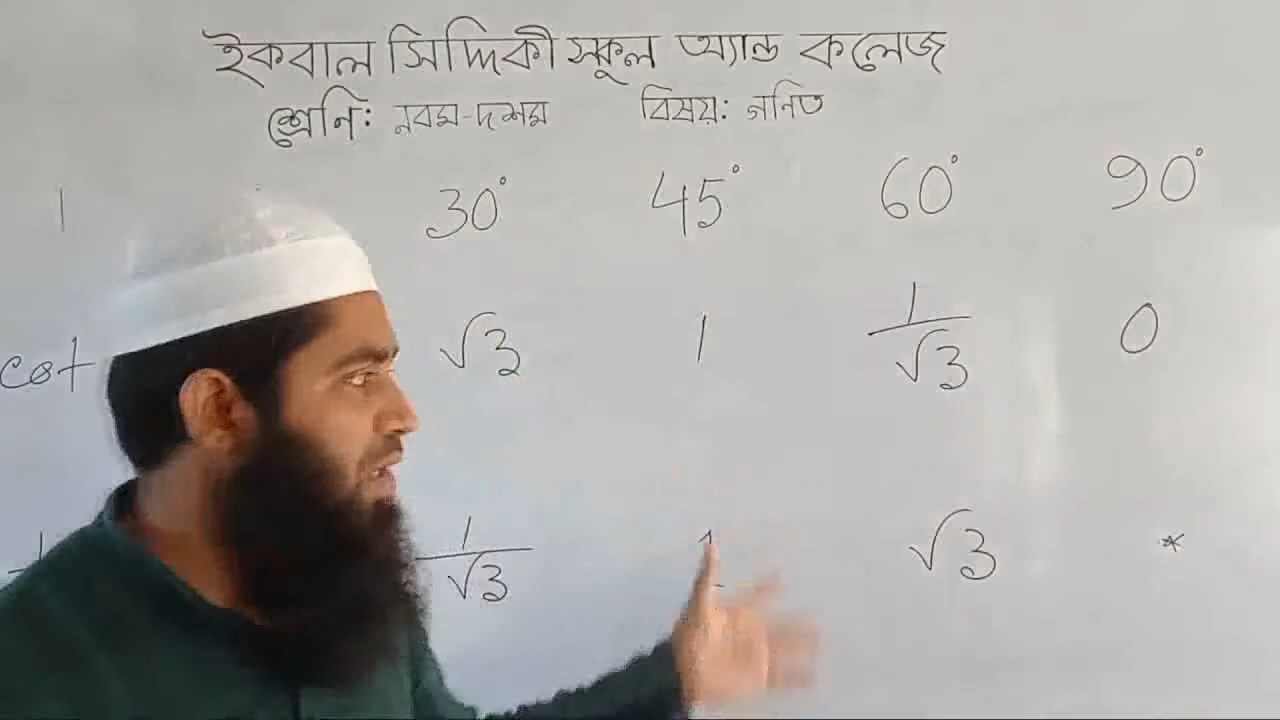 ইকবাল সিদ্দিকী স্কুল অ্যান্ড কলেজ
শ্রেনি: নবম-দশম বিষয়: গনিত
30° 45° 60° 90°
cot √3 1 1/√3 0
1/√3 1 √3 *